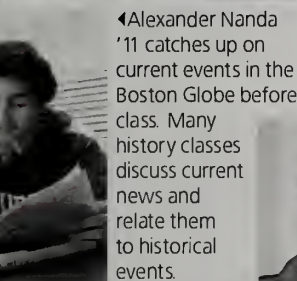 ◀Alexander Nanda
'11 catches up on
current events in the
Boston Globe before
class. Many
history classes
discuss current
news and
relate them
to historical
events.